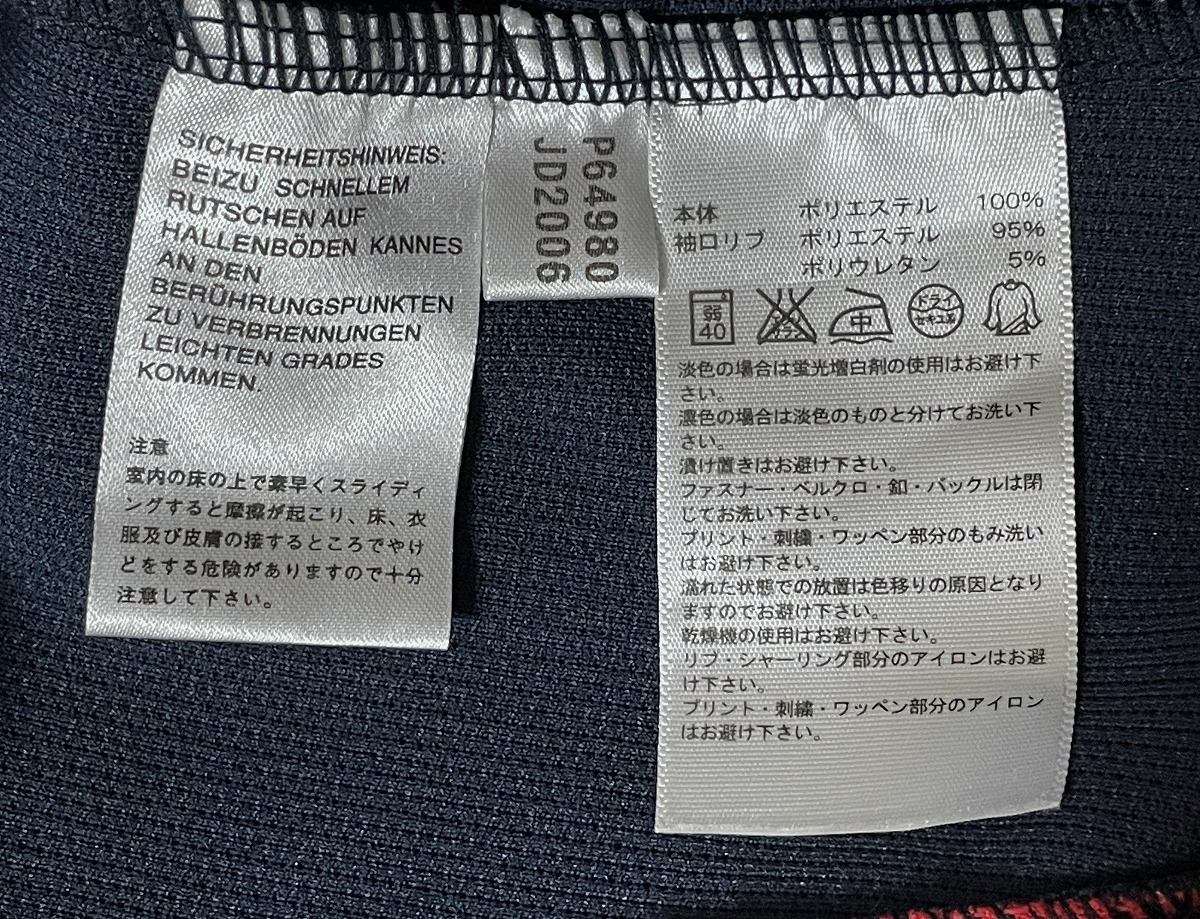 SICHERHEITSHINWEIS:
BEIZU SCHNELLEM
RUTSCHEN AUF
HALLENBÖDEN KANNES
AN DEN
BERÜHRUNGSPUNKTEN
ZU VERBRENNUNGEN
LEICHTEN GRADES
KOMMEN
注意
室内の床の上で素早くスライディ
ングすると摩擦が起こり、床、衣
服及び皮膚の接するところでやけ
どをする危険がありますので十分
注意して下さい。
P64980
JD2006
本体 ポリエステル 100%
袖口リブ ポリエステル 95%
ポリウレタン 5%
弱 40 中 ドライ
淡色の場合は蛍光増白剤の使用はお避け下
さい。
濃色の場合は淡色のものと分けてお洗い下
さい。
漬け置きはお避け下さい。
ファスナー・ベルクロ・釦・バックルは閉
じてお洗い下さい。
プリント・刺繍・ワッペン部分のもみ洗い
はお避け下さい。
濡れた状態での放置は色移りの原因となり
ますのでお避け下さい。
乾燥機の使用はお避け下さい。
リブ・シャーリング部分のアイロンはお避
け下さい。
プリント・刺繍・ワッペン部分のアイロン
はお避け下さい。